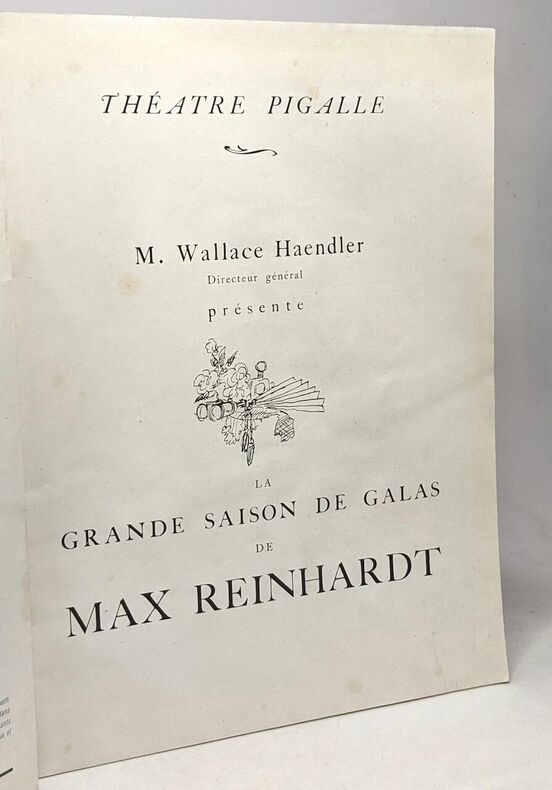 THÉATRE PIGALLE
M. Wallace Haendler
Directeur général
présente
LA
GRANDE SAISON DE GALAS
DE
MAX REINHARDT